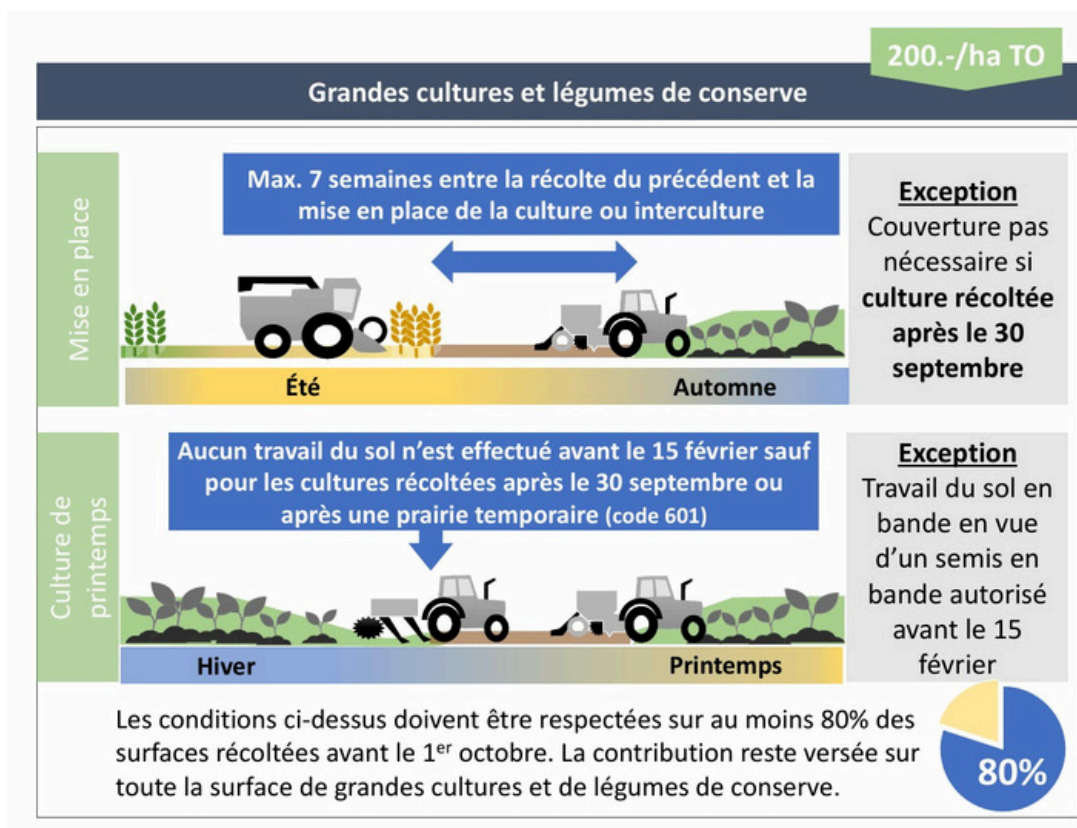 200.-/ha TO
Grandes cultures et légumes de conserve
Mise en place
Max. 7 semaines entre la récolte du précédent et la
mise en place de la culture ou interculture
Exception
Couverture pas
nécessaire si
culture récoltée
après le 30
septembre
Été
Automne
Culture de
printemps
Aucun travail du sol n’est effectué avant le 15 février sauf
pour les cultures récoltées après le 30 septembre ou
après une prairie temporaire (code 601)
Exception
Travail du sol en
bande en vue
d’un semis en
bande autorisé
avant le 15
février
Hiver
Printemps
Les conditions ci-dessus doivent être respectées sur au moins 80% des
surfaces récoltées avant le 1er octobre. La contribution reste versée sur
toute la surface de grandes cultures et de légumes de conserve.
80%